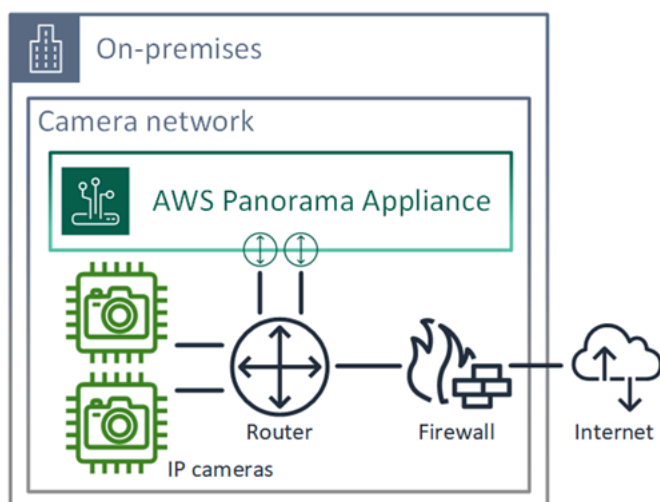 On-premises
Camera network
AWS Panorama Appliance
Router
Firewall
Internet
IP cameras